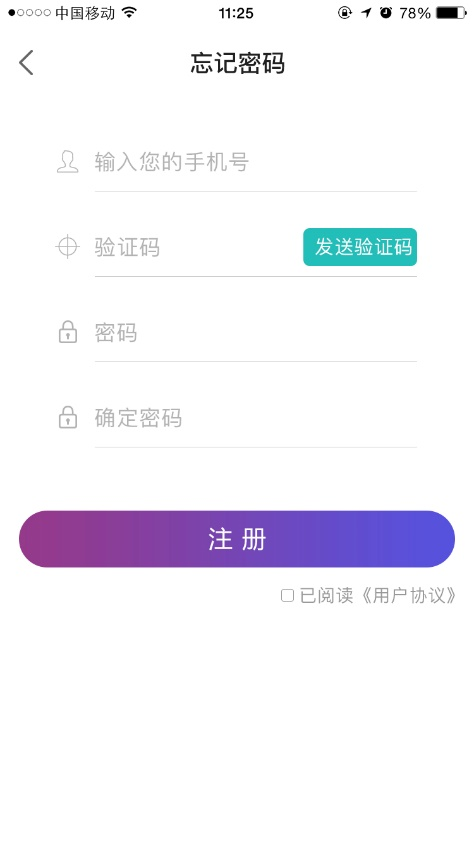 中国移动 11:25 78%
忘记密码
输入您的手机号
验证码 发送验证码
密码
确定密码
注 册
已阅读《用户协议》